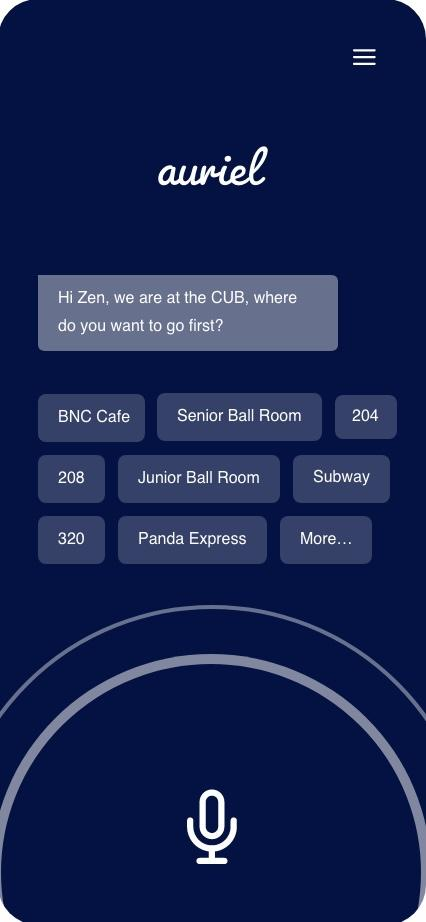 auriel
Hi Zen, we are at the CUB, where
do you want to go first?
BNC Cafe
Senior Ball Room
204
208
Junior Ball Room
Subway
320
Panda Express
More...